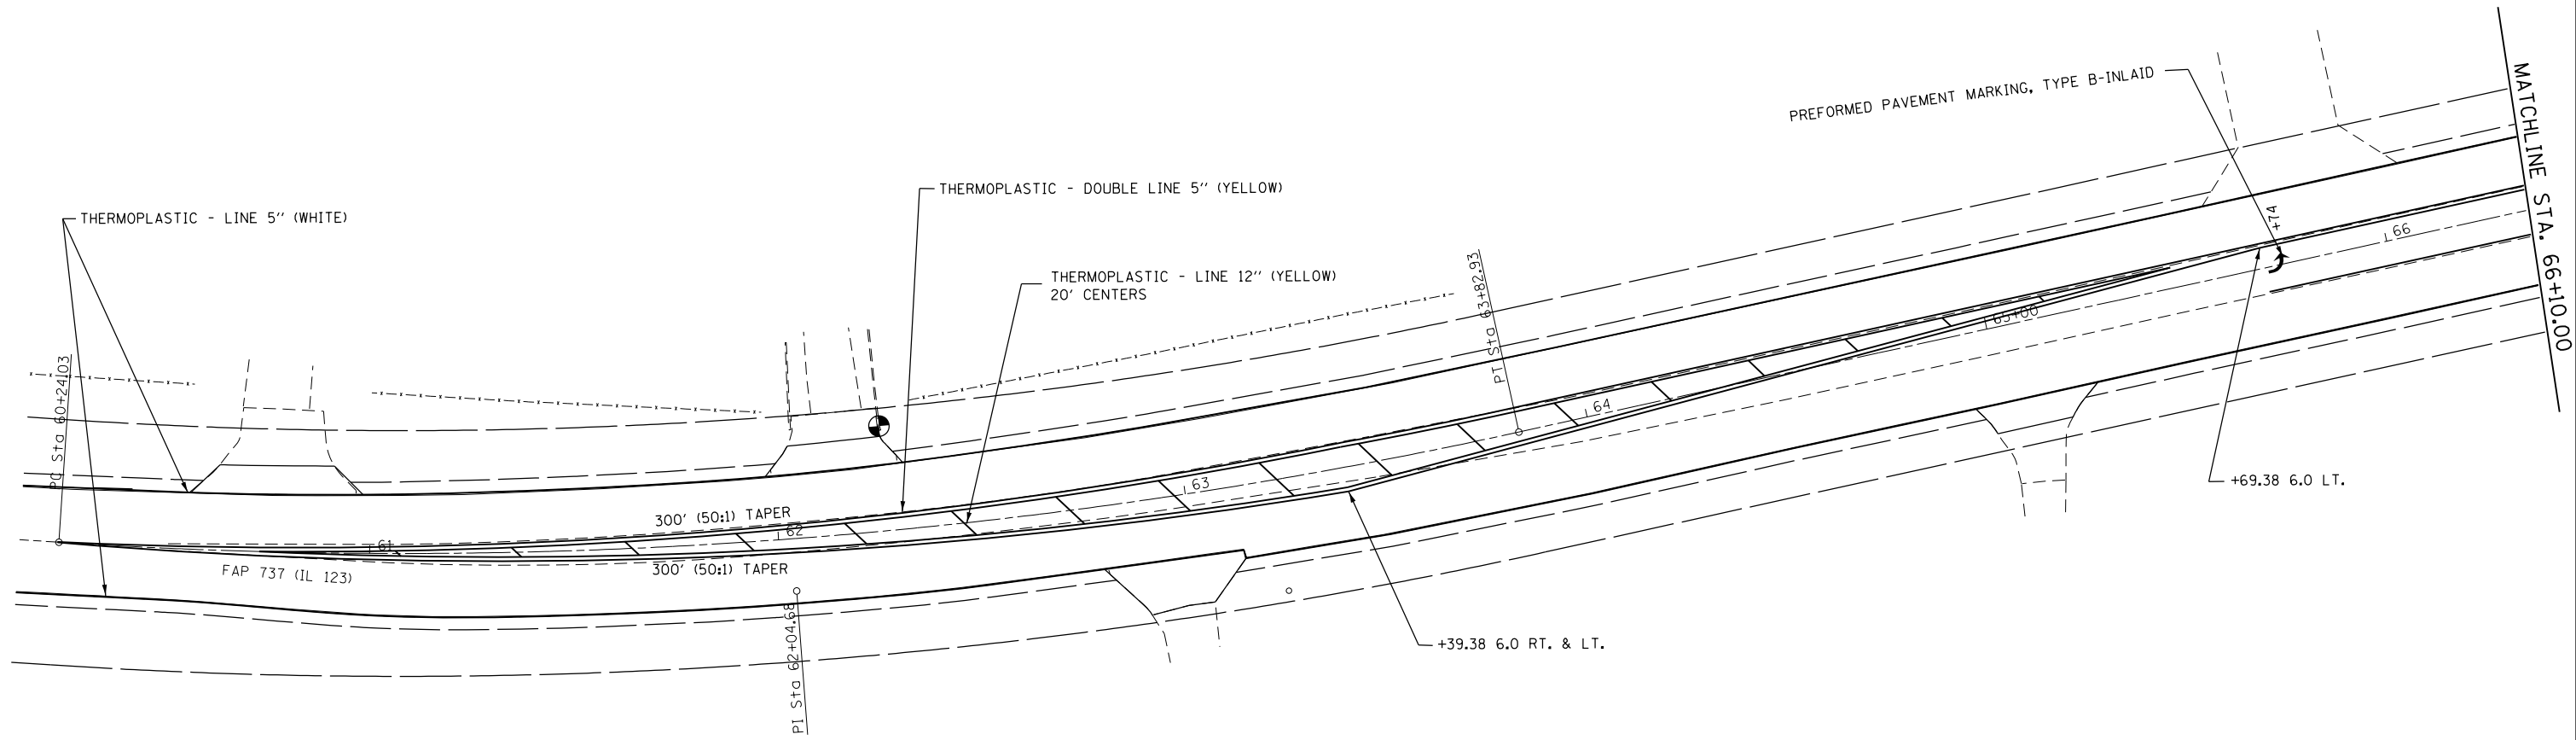 PREFORMED PAVEMENT MARKING, TYPE B-INLAID
MATCHLINE STA. 66+10.00
THERMOPLASTIC - LINE 5" (WHITE)
THERMOPLASTIC - DOUBLE LINE 5" (YELLOW)
THERMOPLASTIC - LINE 12" (YELLOW)
20' CENTERS
+74
66
PC Sta 60+24.03
PT Sta 63+82.93
65+00
64
63
62
61
300' (50:1) TAPER
300' (50:1) TAPER
FAP 737 (IL 123)
PI Sta 62+04.68
+69.38 6.0 LT.
+39.38 6.0 RT. & LT.